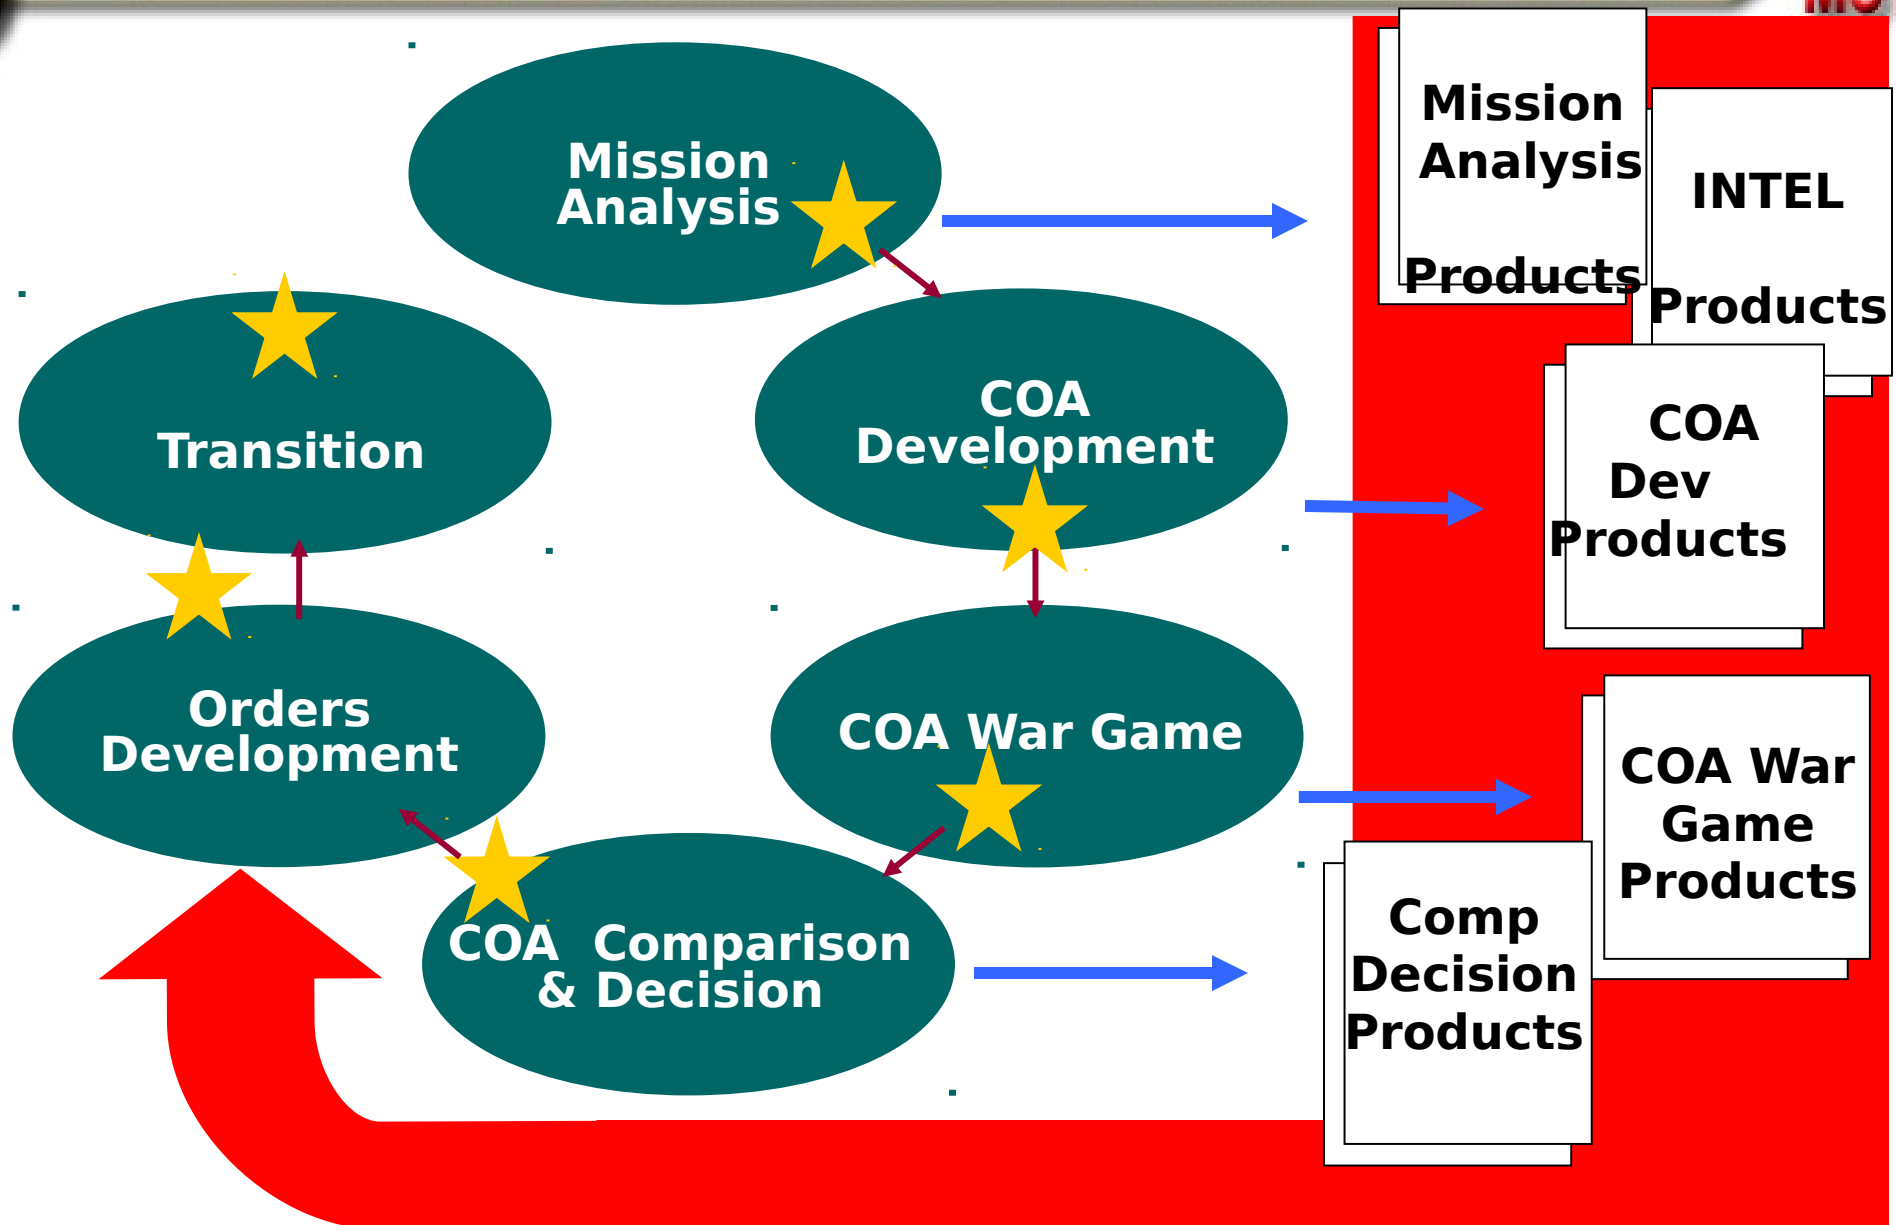 Mission
Analysis
Transition
COA
Development
Orders
Development
COA War Game
COA  Comparison
& Decision
Mission
Analysis
Products
INTEL
Products
COA
Dev
Products
COA War
Game
Products
Comp
Decision
Products